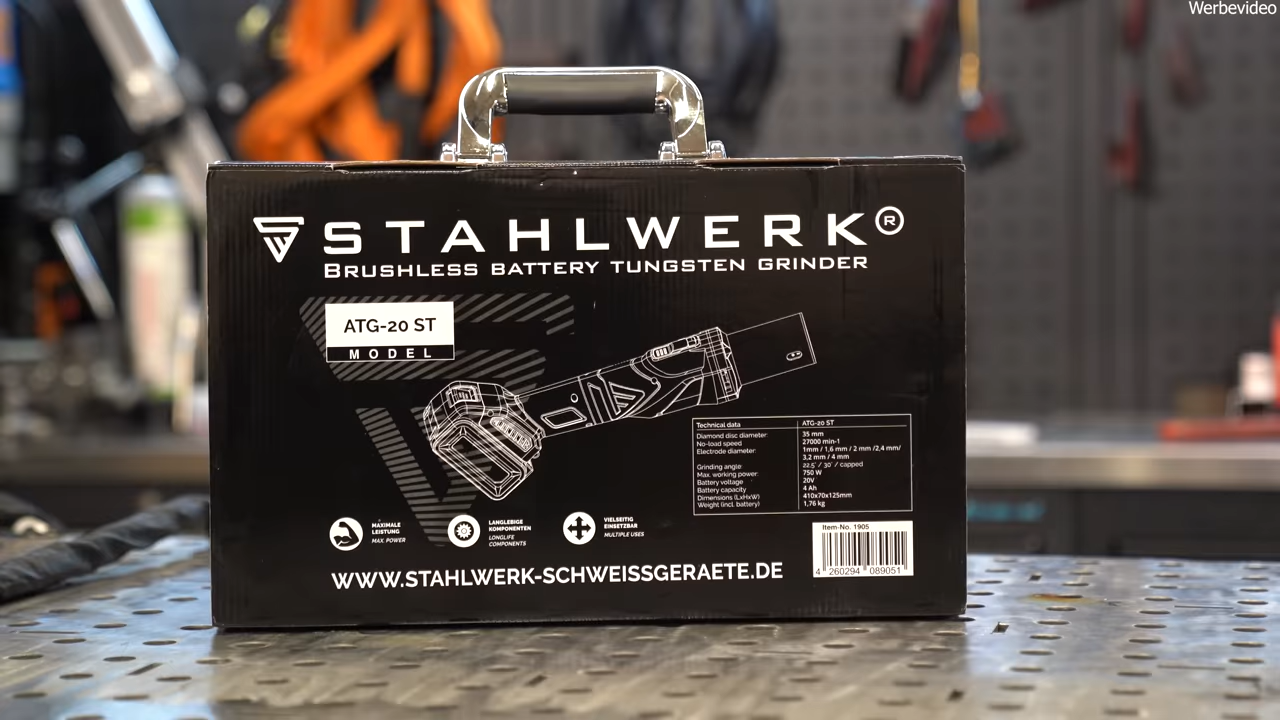 Werbevideo
STAHLWERK®
BRUSHLESS BATTERY TUNGSTEN GRINDER
ATG-20 ST
MODEL
Technical data ATG-20 ST
Diamond disc diameter: 35 mm
No-load speed 27000 min-1
Electrode diameter: 1mm / 1,6 mm / 2 mm /2,4 mm/
3,2 mm / 4 mm
Grinding angle: 22.5° / 30° / capped
Max. working power: 750 W
Battery voltage 20V
Battery capacity 4 Ah
Dimensions (LxHxW) 410x70x125mm
Weight (incl. battery) 1,76 kg
MAXIMALE
LEISTUNG
MAX. POWER
LANGLEBIGE
KOMPONENTEN
LONGLIFE
COMPONENTS
VIELSEITIG
EINSETZBAR
MULTIPLE USES
Item-No. 1905
4 260294 089051
WWW.STAHLWERK-SCHWEISSGERAETE.DE